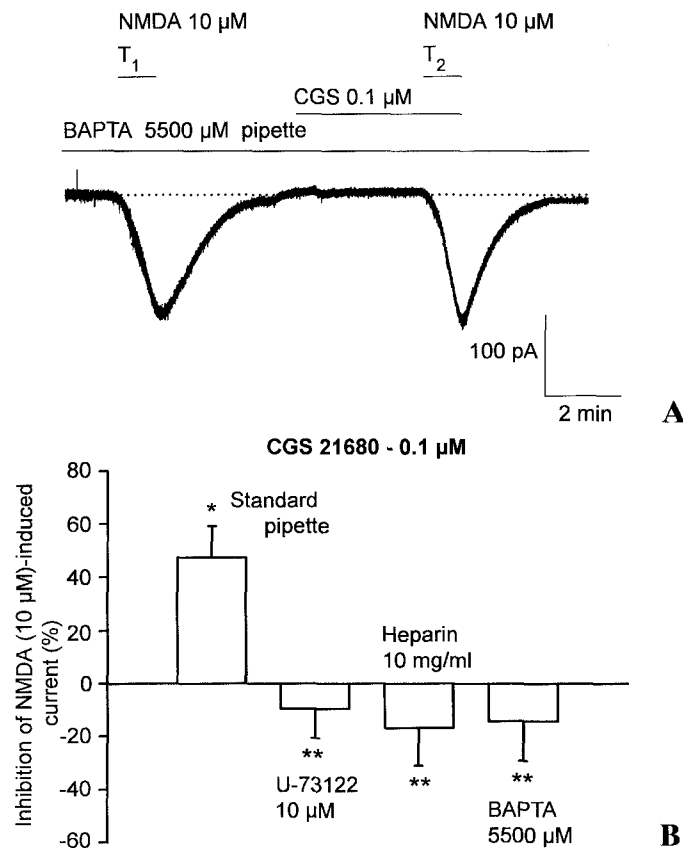 NMDA 10 μM NMDA 10 μM
T1 T2
CGS 0.1 μM
BAPTA 5500 μM pipette
100 pA
2 min
A
CGS 21680 - 0.1 μM
Inhibition of NMDA (10 μM)-induced
current (%)
80
60
40
20
0
-20
-40
-60
* Standard
pipette
Heparin
10 mg/ml
**
U-73122
10 μM
**
**
BAPTA
5500 μM
B